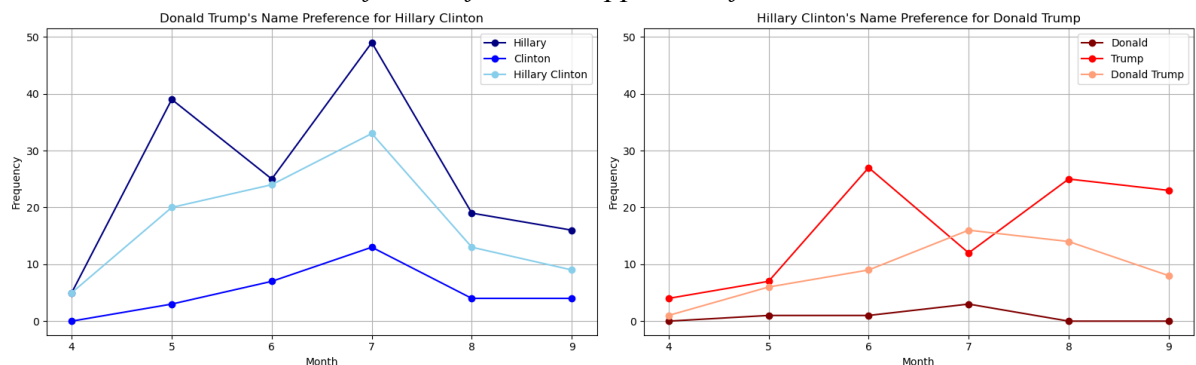 Donald Trump's Name Preference for Hillary Clinton
50
40
30
20
10
0
Frequency
4 5 6 7 8 9
Month
Hillary
Clinton
Hillary Clinton
Hillary Clinton's Name Preference for Donald Trump
50
40
30
20
10
0
Frequency
4 5 6 7 8 9
Month
Donald
Trump
Donald Trump